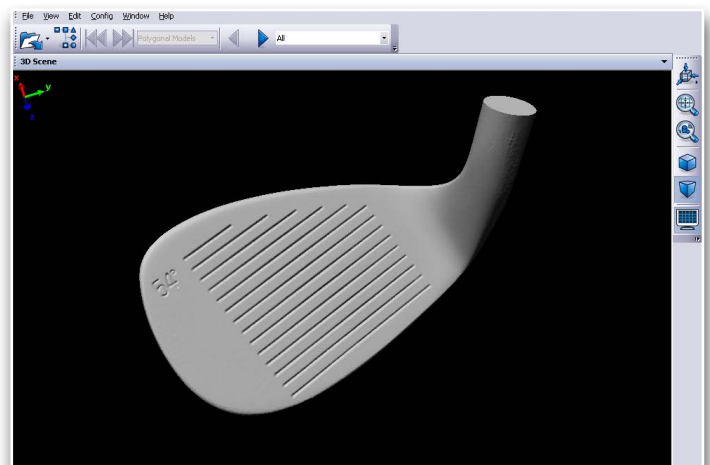 File View Edit Config Window Help
Polygonal Models All
3D Scene
x
y
z
54°